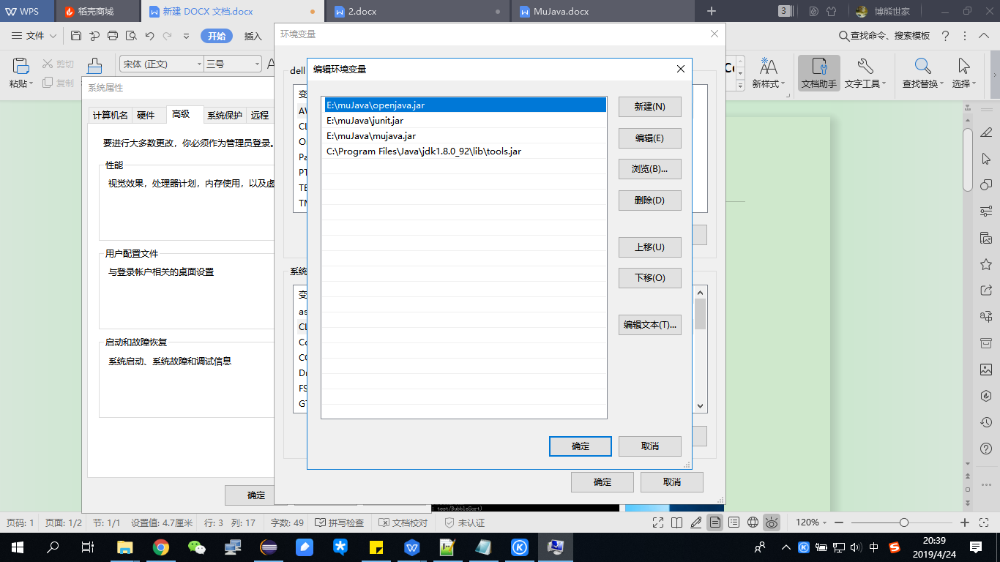 WPS
稻壳商城
新建 DOCX 文档.docx
2.docx
MuJava.docx
3
博熊世家
文件
开始
插入
查找命令、搜索模板
粘贴
剪切
复制
宋体 (正文)
三号
新样式
文档助手
文字工具
查找替换
选择
环境变量
dell
编辑环境变量
E:\muJava\openjava.jar
E:\muJava\junit.jar
E:\muJava\mujava.jar
C:\Program Files\Java\jdk1.8.0_92\lib\tools.jar
新建(N)
编辑(E)
浏览(B)...
删除(D)
上移(U)
下移(O)
编辑文本(T)...
确定
取消
确定
取消
系统属性
计算机名
硬件
高级
系统保护
远程
要进行大多数更改，你必须作为管理员登录。
性能
视觉效果，处理器计划，内存使用，以及虚
用户配置文件
与登录帐户相关的桌面设置
启动和故障恢复
系统启动、系统故障和调试信息
确定
变
CL
Pa
系统
变
as
CL
Dr
FS
: test/BubbleSort)
页码: 1
页面: 1/2
节: 1/1
设置值: 4.7厘米
行: 3
列: 17
字数: 49
拼写检查
文档校对
未认证
120%
中
20:39
2019/4/24